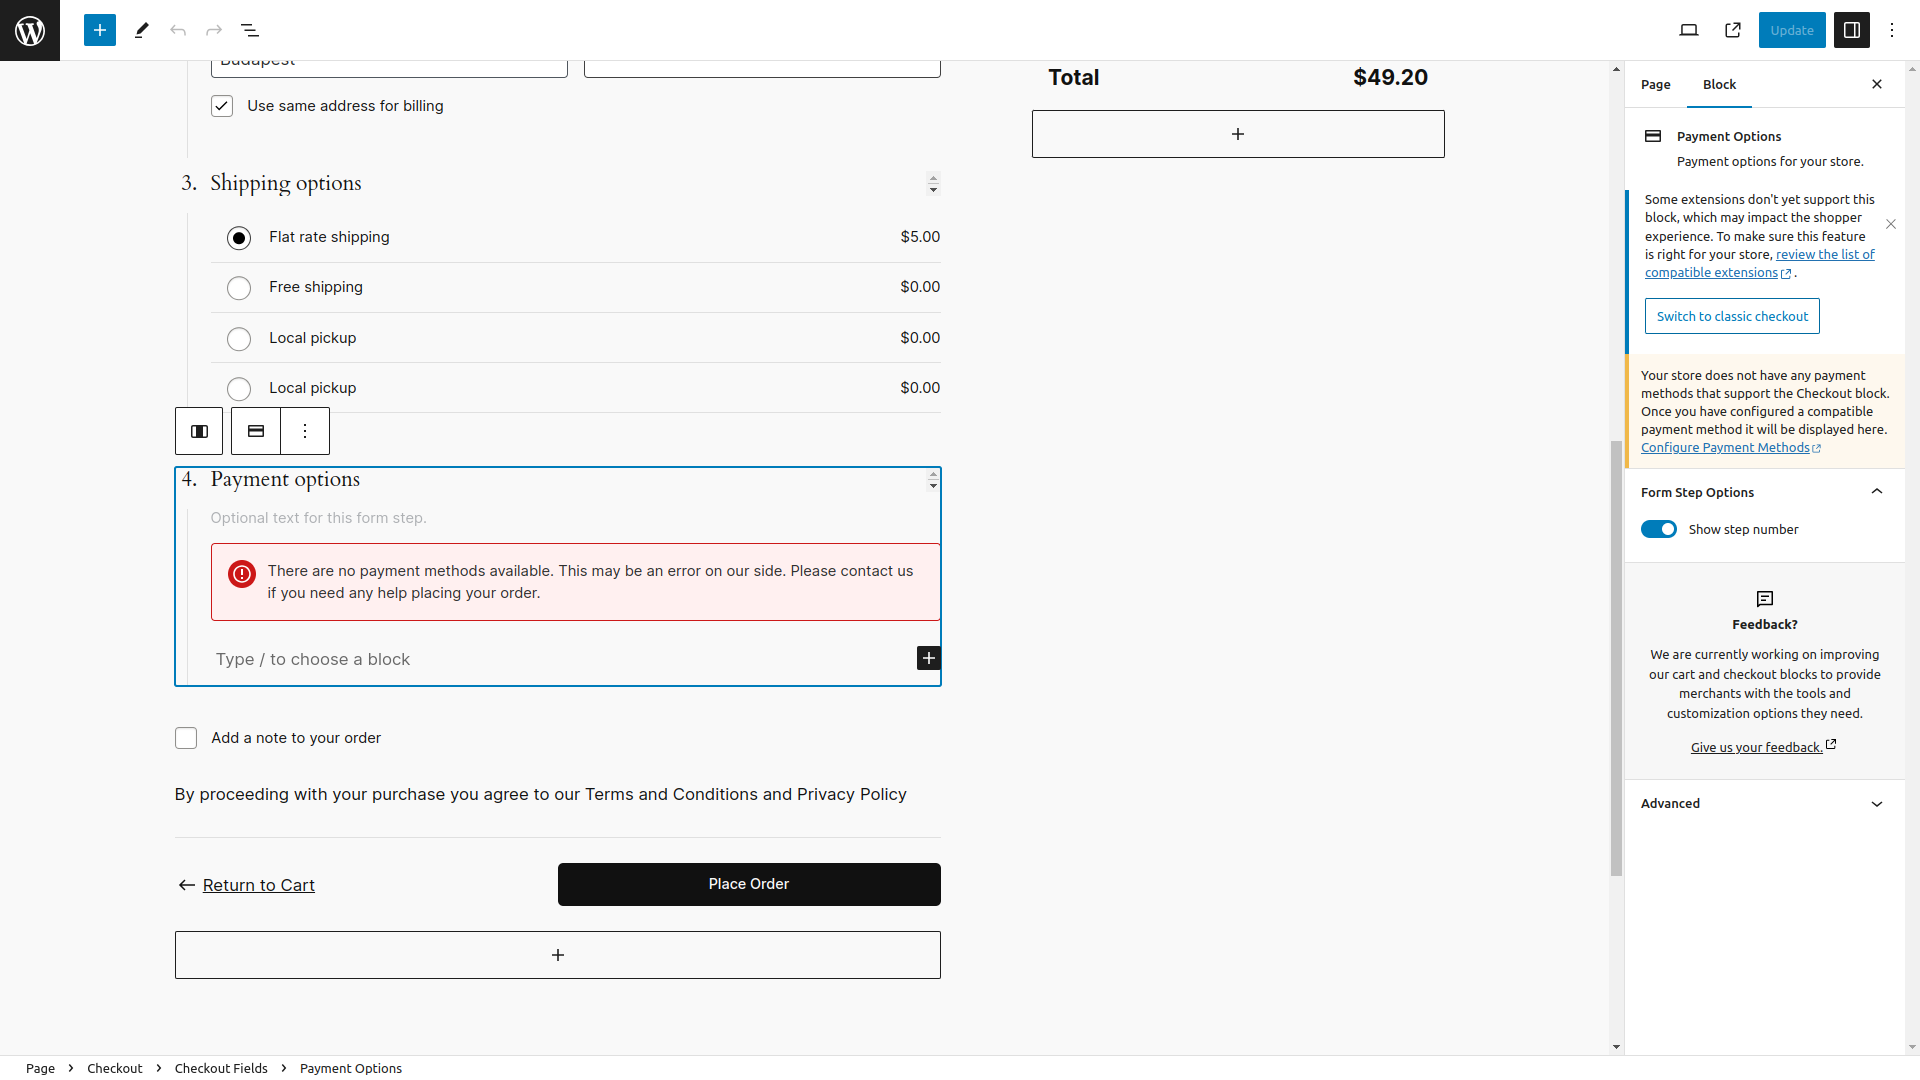 Update
Budapest
Use same address for billing
3. Shipping options
Flat rate shipping $5.00
Free shipping $0.00
Local pickup $0.00
Local pickup $0.00
4. Payment options
Optional text for this form step.
There are no payment methods available. This may be an error on our side. Please contact us
if you need any help placing your order.
Type / to choose a block
Add a note to your order
By proceeding with your purchase you agree to our Terms and Conditions and Privacy Policy
Return to Cart
Place Order
Total $49.20
Page Block
Payment Options
Payment options for your store.
Some extensions don't yet support this
block, which may impact the shopper
experience. To make sure this feature
is right for your store, review the list of
compatible extensions .
Switch to classic checkout
Your store does not have any payment
methods that support the Checkout block.
Once you have configured a compatible
payment method it will be displayed here.
Configure Payment Methods
Form Step Options
Show step number
Feedback?
We are currently working on improving
our cart and checkout blocks to provide
merchants with the tools and
customization options they need.
Give us your feedback.
Advanced
Page › Checkout › Checkout Fields › Payment Options